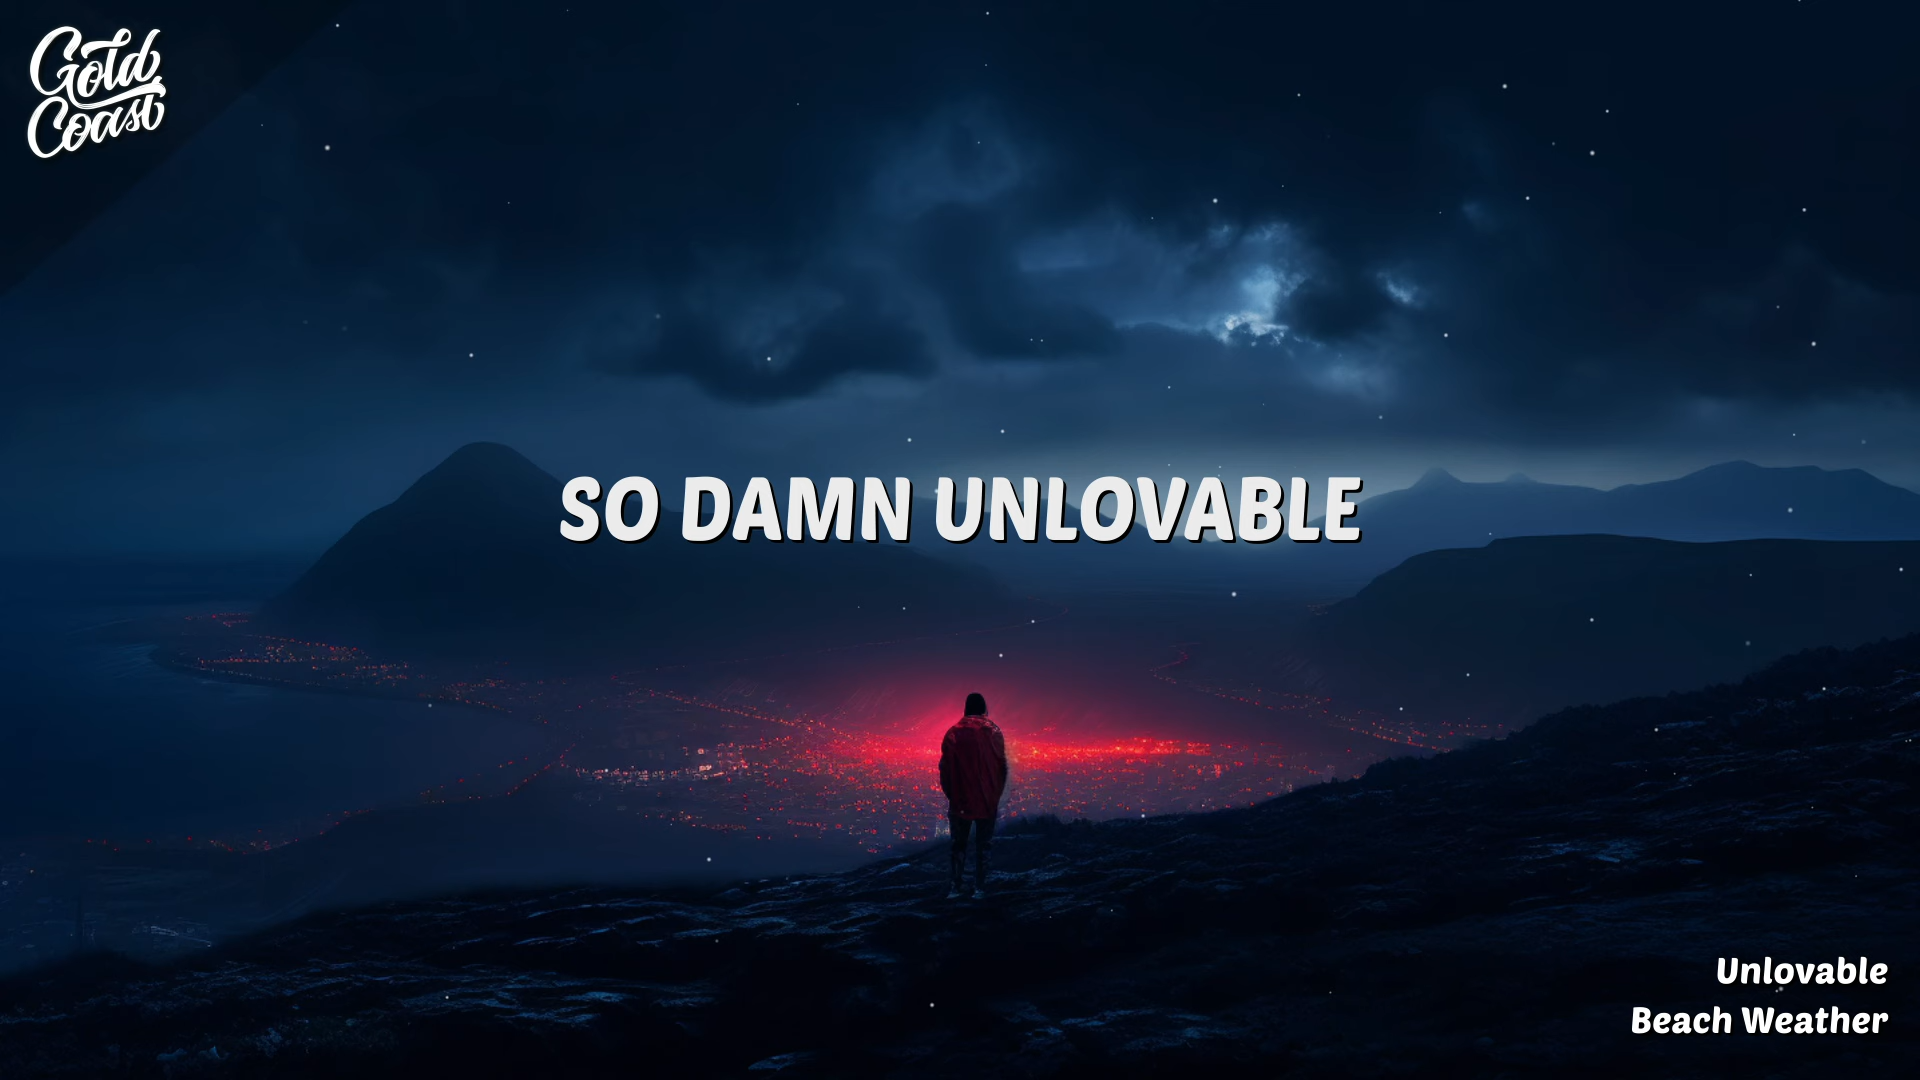 Gold
Coast
SO DAMN UNLOVABLE
Unlovable
Beach Weather